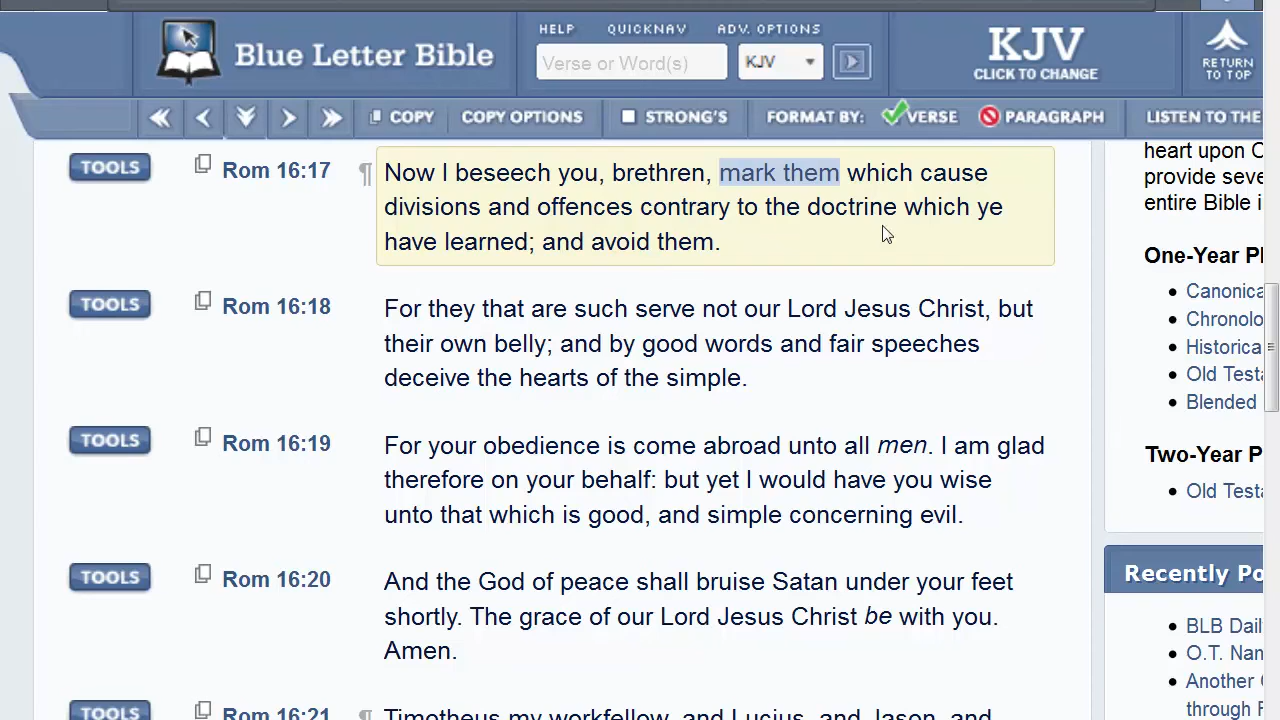 HELP QUICKNAV ADV. OPTIONS
Blue Letter Bible
Verse or Word(s)
KJV
KJV
CLICK TO CHANGE
RETURN
TO TOP
COPY
COPY OPTIONS
STRONG'S
FORMAT BY:
VERSE
PARAGRAPH
LISTEN TO THE
TOOLS
Rom 16:17
¶ Now I beseech you, brethren, mark them which cause
divisions and offences contrary to the doctrine which ye
have learned; and avoid them.
TOOLS
Rom 16:18
For they that are such serve not our Lord Jesus Christ, but
their own belly; and by good words and fair speeches
deceive the hearts of the simple.
TOOLS
Rom 16:19
For your obedience is come abroad unto all men. I am glad
therefore on your behalf: but yet I would have you wise
unto that which is good, and simple concerning evil.
TOOLS
Rom 16:20
And the God of peace shall bruise Satan under your feet
shortly. The grace of our Lord Jesus Christ be with you.
Amen.
TOOLS
Rom 16:21
¶ Timotheus my workfellow, and Lucius, and Jason, and
heart upon
provide seve
entire Bible i
One-Year Pl
Canonica
Chronolo
Historica
Old Testa
Blended
Two-Year P
Old Testa
Recently Po
BLB Dail
O.T. Nan
Another
through